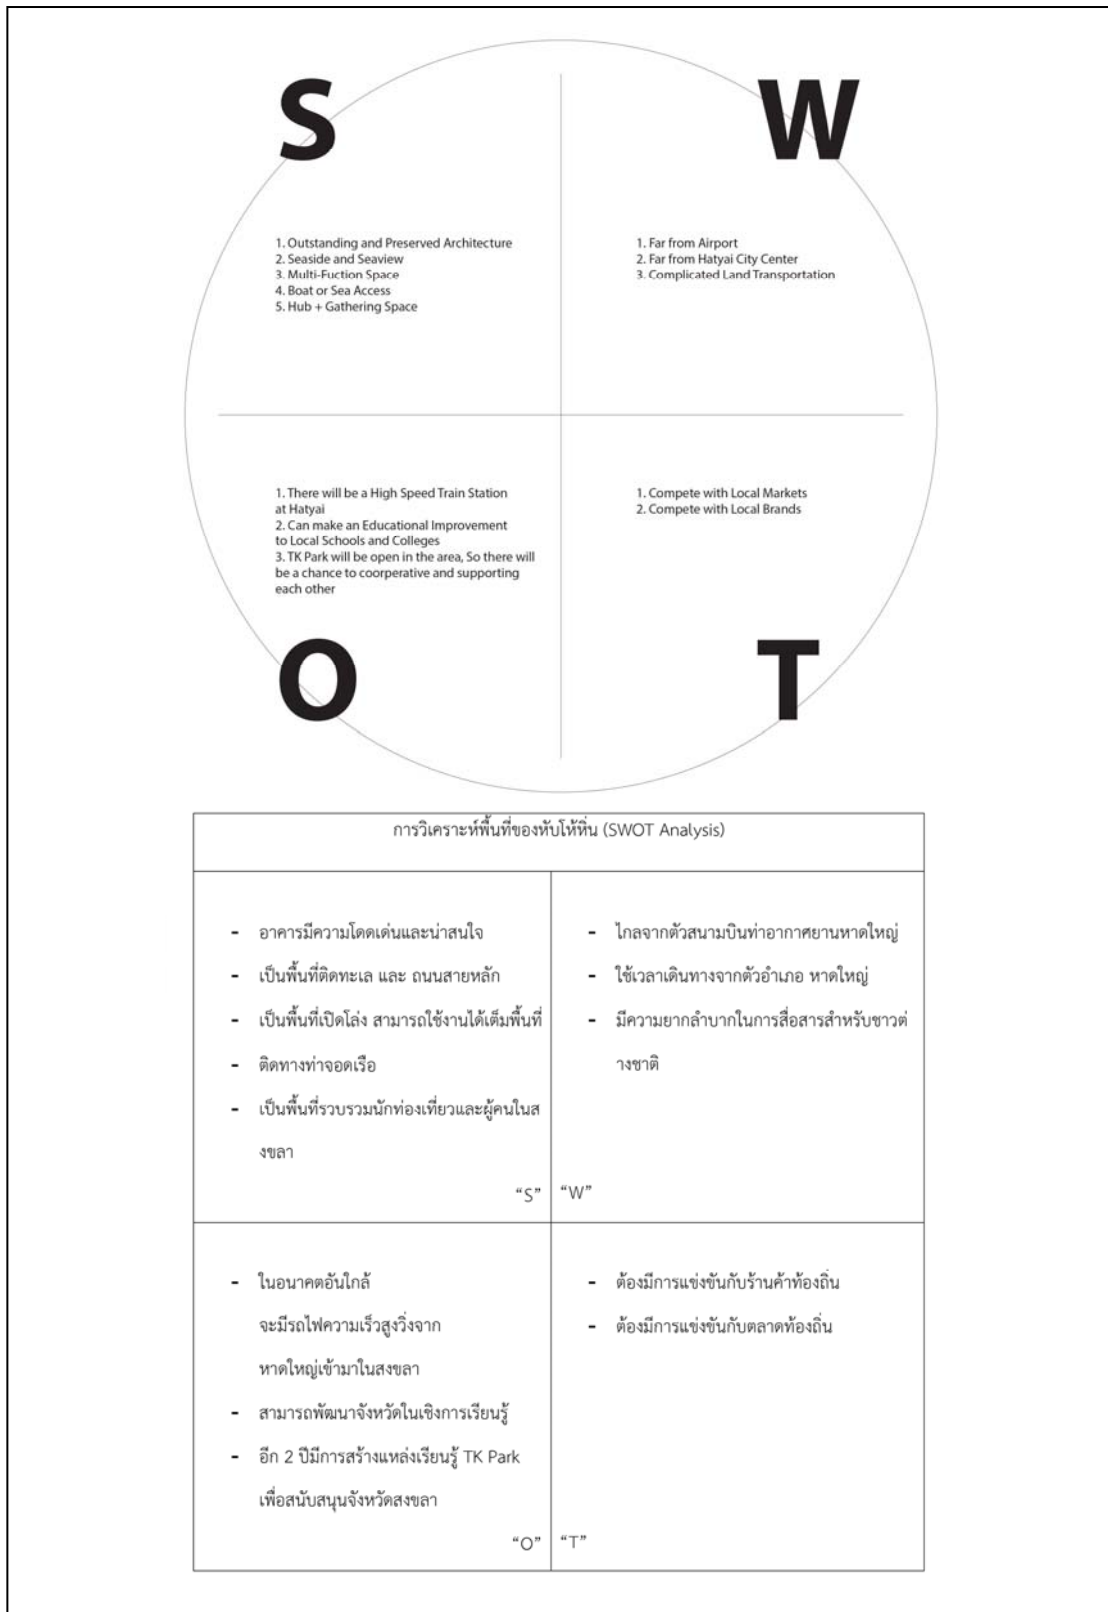 S
W
1. Outstanding and Preserved Architecture
2. Seaside and Seaview
3. Multi-Fuction Space
4. Boat or Sea Access
5. Hub + Gathering Space
1. Far from Airport
2. Far from Hatyai City Center
3. Complicated Land Transportation
1. There will be a High Speed Train Station
at Hatyai
2. Can make an Educational Improvement
to Local Schools and Colleges
3. TK Park will be open in the area, So there will
be a chance to coorperative and supporting
each other
1. Compete with Local Markets
2. Compete with Local Brands
O
T
การวิเคราะห์พื้นที่ของหับโห้หิ่น (SWOT Analysis)
- อาคารมีความโดดเด่นและน่าสนใจ
- เป็นพื้นที่ติดทะเล และ ถนนสายหลัก
- เป็นพื้นที่เปิดโล่ง สามารถใช้งานได้เต็มพื้นที่
- ติดทางท่าจอดเรือ
- เป็นพื้นที่รวบรวมนักท่องเที่ยวและผู้คนในส
งขลา
"S"
- ไกลจากตัวสนามบินท่าอากาศยานหาดใหญ่
- ใช้เวลาเดินทางจากตัวอำเภอ หาดใหญ่
- มีความยากลำบากในการสื่อสารสำหรับชาวต่
างชาติ
"W"
- ในอนาคตอันใกล้
จะมีรถไฟความเร็วสูงวิ่งจาก
หาดใหญ่เข้ามาในสงขลา
- สามารถพัฒนาจังหวัดในเชิงการเรียนรู้
- อีก 2 ปีมีการสร้างแหล่งเรียนรู้ TK Park
เพื่อสนับสนุนจังหวัดสงขลา
"O"
- ต้องมีการแข่งขันกับร้านค้าท้องถิ่น
- ต้องมีการแข่งขันกับตลาดท้องถิ่น
"T"